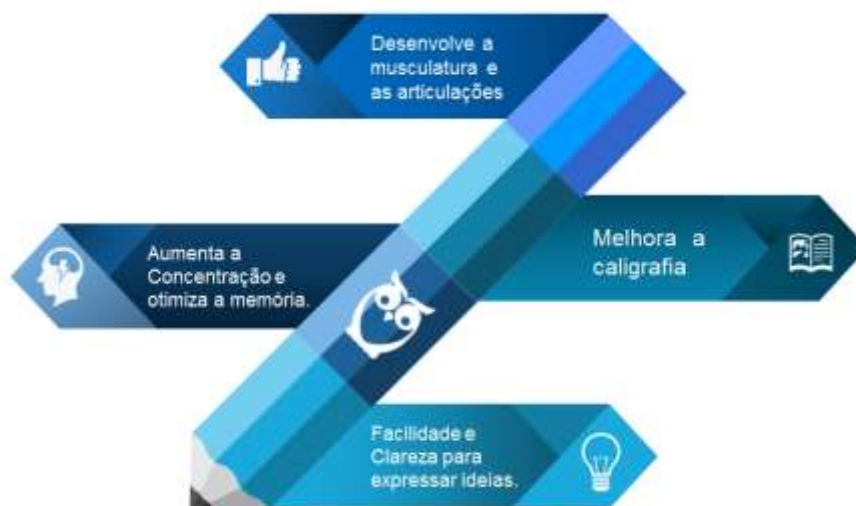 Desenvolve a
musculatura e
as articulações
Aumenta a
Concentração e
otimiza a memória.
Melhora a
caligrafia
Facilidade e
Clareza para
expressar ideias.